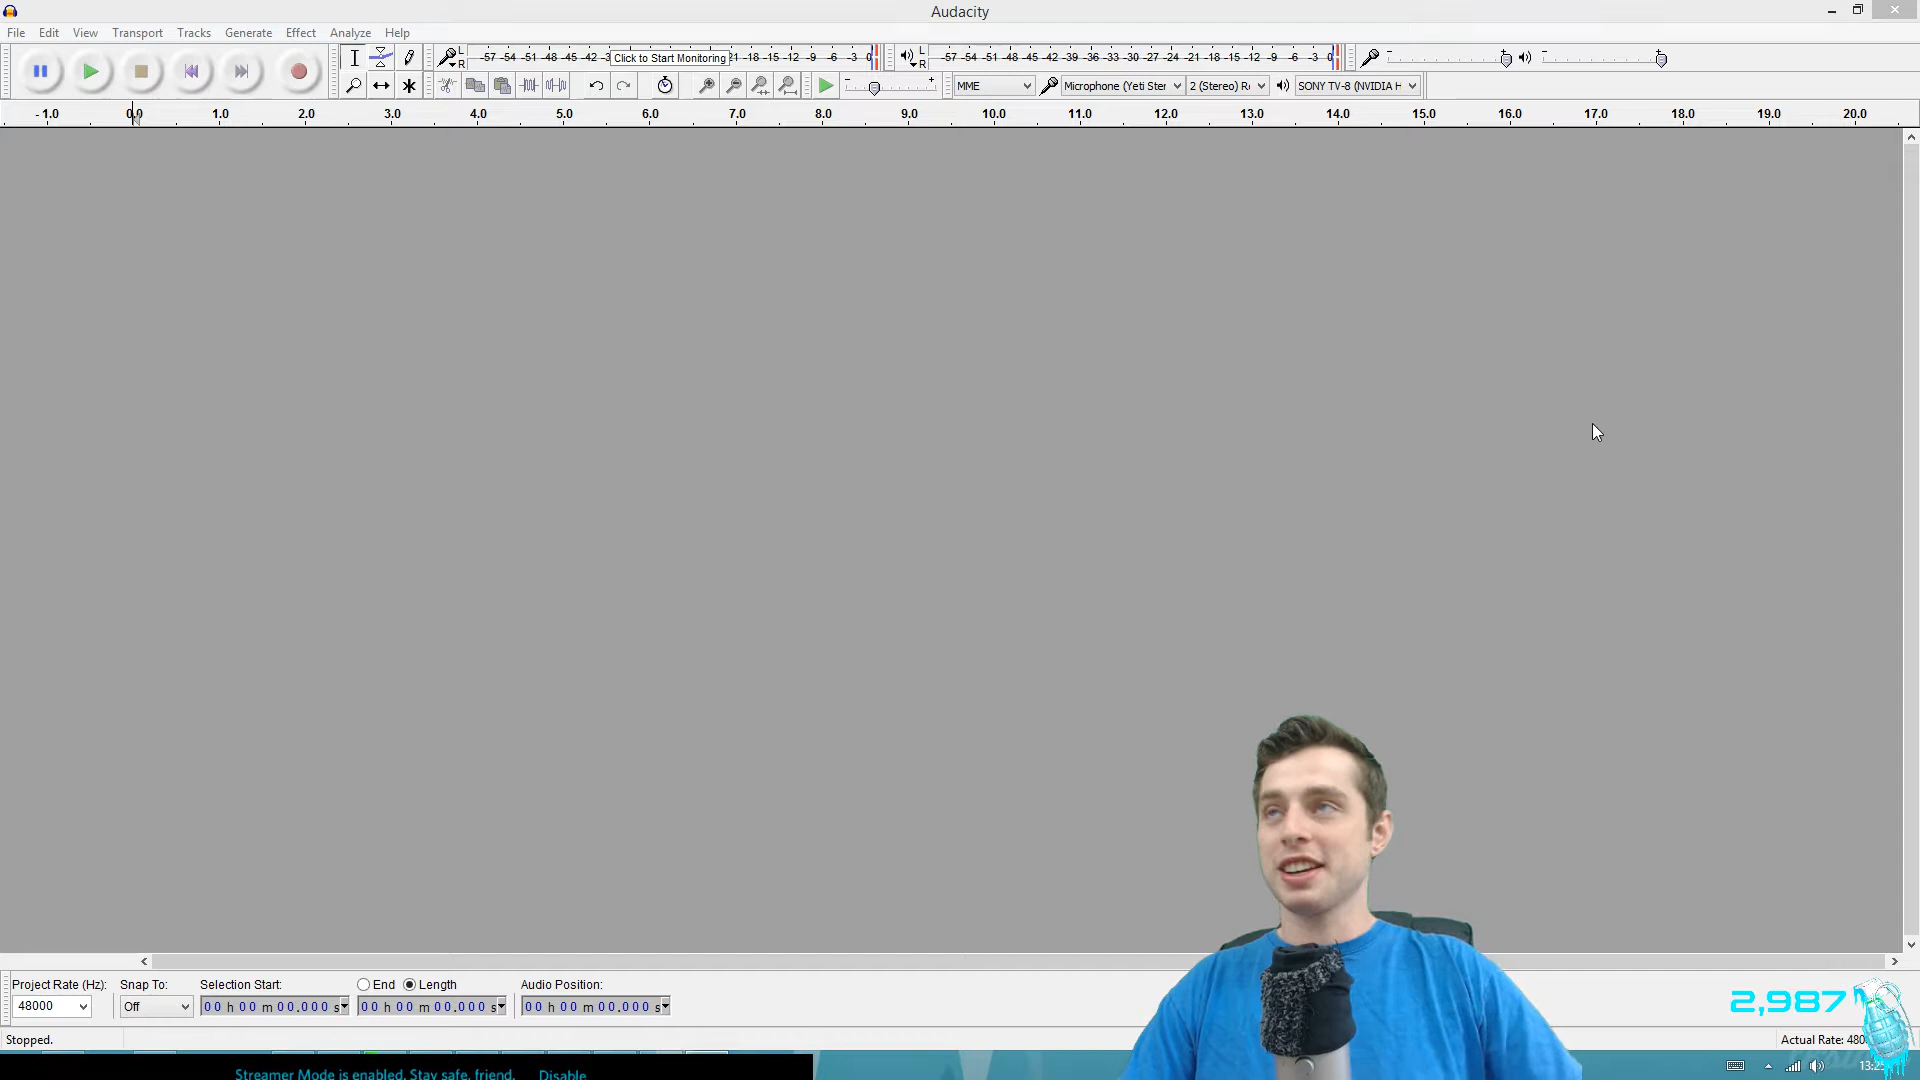 Audacity
File Edit View Transport Tracks Generate Effect Analyze Help
L
R
-57 -54 -51 -48 -45 -42 -3 Click to Start Monitoring 21 -18 -15 -12 -9 -6 -3 0
L
R
-57 -54 -51 -48 -45 -42 -39 -36 -33 -30 -27 -24 -21 -18 -15 -12 -9 -6 -3 0
MME
Microphone (Yeti Ster
2 (Stereo) R
SONY TV-8 (NVIDIA H
- 1.0 0.0 1.0 2.0 3.0 4.0 5.0 6.0 7.0 8.0 9.0 10.0 11.0 12.0 13.0 14.0 15.0 16.0 17.0 18.0 19.0 20.0
Project Rate (Hz): Snap To: Selection Start: End Length Audio Position:
48000 Off 00 h 00 m 00.000 s 00 h 00 m 00.000 s 00 h 00 m 00.000 s
2,987
Stopped.
Actual Rate: 480
Streamer Mode is enabled. Stay safe, friend. Disable